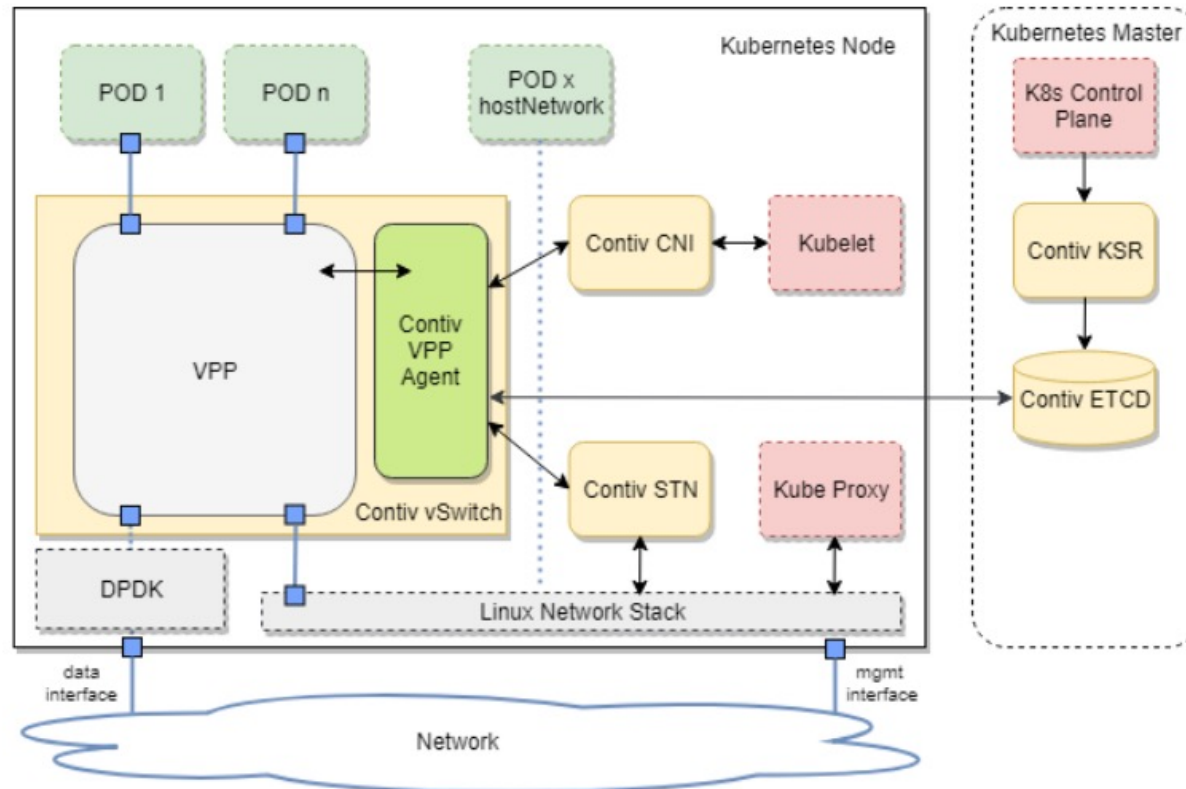 Kubernetes Node
Kubernetes Master
POD 1
POD n
POD x
hostNetwork
K8s Control
Plane
Contiv CNI
Kubelet
Contiv KSR
Contiv
VPP
Agent
VPP
Contiv ETCD
Contiv STN
Kube Proxy
Contiv vSwitch
DPDK
Linux Network Stack
data
interface
mgmt
interface
Network